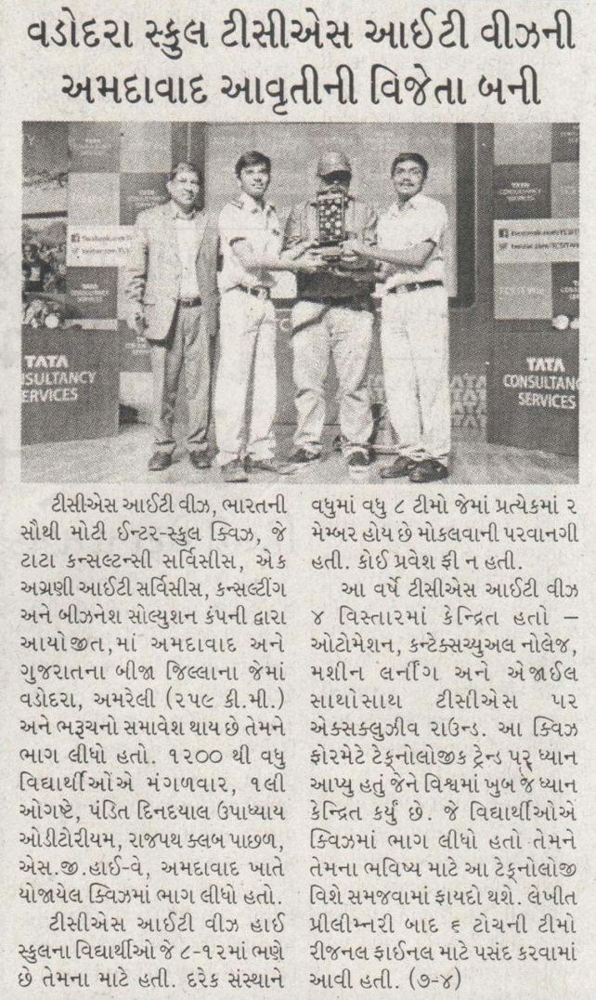 વડોદરા સ્કુલ ટીસીએસ આઈટી વીઝની
અમદાવાદ આવૃતીની વિજેતા બની
TATA
CONSULTANCY
SERVICES
TATA
SULTANCY
ERVICES
TATA
CONSULTAN
SERVICES
ટીસીએસ આઈટી વીઝ, ભારતની
સૌથી મોટી ઈન્ટર-સ્કુલ ક્વિઝ, જે
ટાટા કન્સલ્ટન્સી સર્વિસીસ, એક
અગ્રણી આઈટી સર્વિસીસ, કન્સલ્ટીંગ
અને બીઝનેશ સોલ્યુશન કંપની દ્વારા
આયોજીત,માં અમદાવાદ અને
ગુજરાતના બીજા જિલ્લાના જેમાં
વડોદરા, અમરેલી (૨૫૯ કી.મી.)
અને ભરૂચનો સમાવેશ થાય છે તેમને
ભાગ લીધો હતો. ૧૨૦૦ થી વધુ
વિદ્યાર્થીઓએ મંગળવાર, ૧લી
ઓગષ્ટે, પંડિત દિનદયાલ ઉપાધ્યાય
ઓડીટોરીયમ, રાજપથ ક્લબ પાછળ,
એસ.જી.હાઈ-વે, અમદાવાદ ખાતે
યોજાયેલ ક્વિઝમાં ભાગ લીધો હતો.
ટીસીએસ આઈટી વીઝ હાઈ
સ્કુલના વિદ્યાર્થીઓ જે ૮-૧૨માં ભણે
છે તેમના માટે હતી. દરેક સંસ્થાને
વધુમાં વધુ ૮ ટીમો જેમાં પ્રત્યેકમાં ૨
મેમ્બર હોય છે મોકલવાની પરવાનગી
હતી. કોઈ પ્રવેશ ફી ન હતી.
આ વર્ષે ટીસીએસ આઈટી વીઝ
૪ વિસ્તારમાં કેન્દ્રિત હતો –
ઓટોમેશન, કન્ટેક્સચ્યુઅલ નોલેજ,
મશીન લર્નીંગ અને એજાઈલ
સાથોસાથ ટીસીએસ પર
એક્સક્લુઝીવ રાઉન્ડ. આ ક્વિઝ
ફોરમેટે ટેક્નોલોજીક ટ્રેન્ડ પર ધ્યાન
આપ્યુ હતું જેને વિશ્વમાં ખુબ જ ધ્યાન
કેન્દ્રિત કર્યું છે. જે વિદ્યાર્થીઓએ
ક્વિઝમાં ભાગ લીધો હતો તેમને
તેમના ભવિષ્ય માટે આ ટેક્નોલોજી
વિશે સમજવામાં ફાયદો થશે. લેખીત
પ્રીલીમ્નરી બાદ ૬ ટોચની ટીમો
રીજનલ ફાઈનલ માટે પસંદ કરવામાં
આવી હતી. (૭-૪)